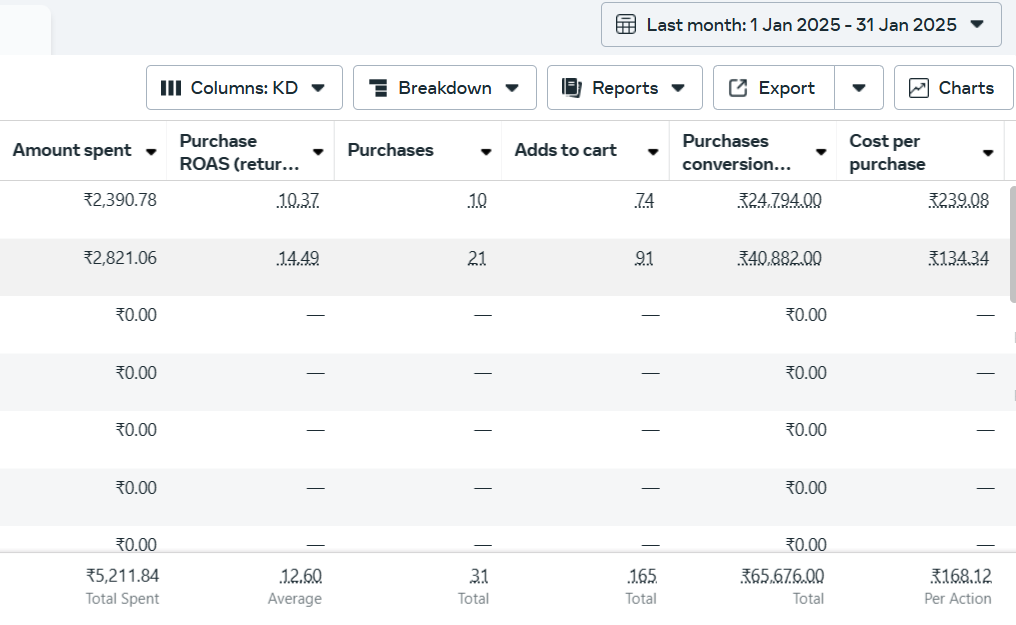 Last month: 1 Jan 2025 - 31 Jan 2025
Columns: KD Breakdown Reports Export Charts
Amount spent Purchase ROAS (retur... Purchases Adds to cart Purchases conversion... Cost per purchase
₹2,390.78 10.37 10 74 ₹24,794.00 ₹239.08
₹2,821.06 14.49 21 91 ₹40,882.00 ₹134.34
₹0.00 — — — ₹0.00 —
₹0.00 — — — ₹0.00 —
₹0.00 — — — ₹0.00 —
₹0.00 — — — ₹0.00 —
₹0.00 — — — ₹0.00 —
₹5,211.84 12.60 31 165 ₹65,676.00 ₹168.12
Total Spent Average Total Total Total Per Action